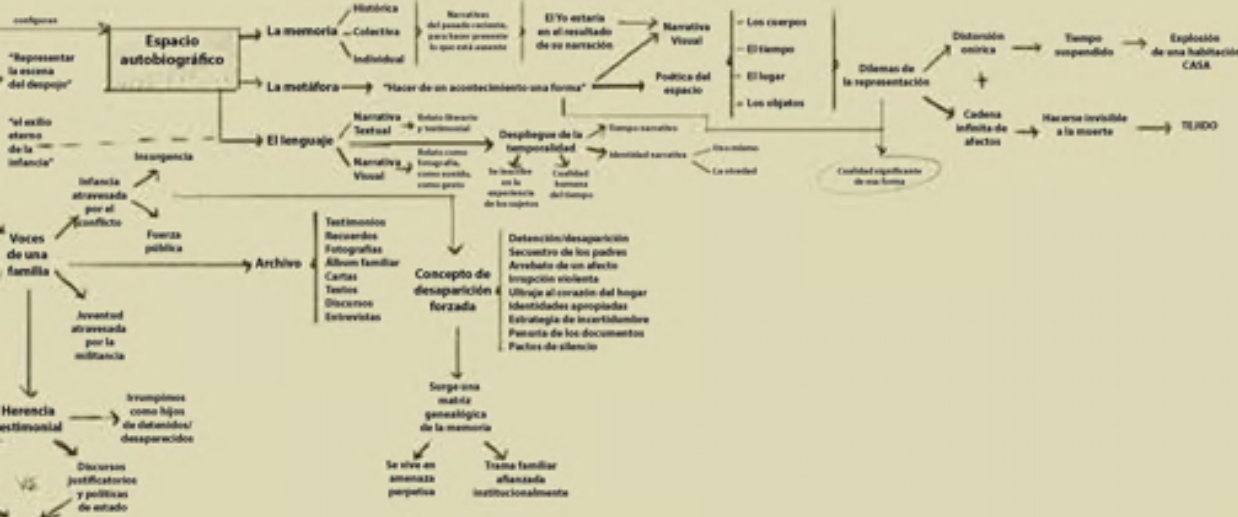 configuran
"Representar
la escena
del despojo"
"el exilio
eterno
de la
infancia"
Espacio
autobiográfico
La memoria
Histórica
Colectiva
Individual
Narrativas
del pasado reciente,
para hacer presente
lo que está ausente
El Yo estaría
en el resultado
de su narración
Narrativa
Visual
La metáfora
"Hacer de un acontecimiento una forma"
Poética del
espacio
Los cuerpos
El tiempo
El lugar
Los objetos
Dilemas de
la representación
Distorsión
onírica
+
Cadena
infinita de
afectos
Tiempo
suspendido
Explosión
de una habitación
CASA
Hacerse invisible
a la muerte
TEJIDO
Cualidad significante
de esa forma
El lenguaje
Narrativa
Textual
Relato literario
y testimonial
Narrativa
Visual
Relato como
fotografía,
como sonido,
como gesto
Despliegue de la
temporalidad
Tiempo narrativo
Identidad narrativa
Uno mismo
La otredad
Se inscribe
en la
experiencia
de los sujetos
Cualidad
humana
del tiempo
Voces
de una
familia
Infancia
atravesada
por el
conflicto
Insurgencia
Fuerza
pública
Juventud
atravesada
por la
militancia
Archivo
Testimonios
Recuerdos
Fotografías
Álbum familiar
Cartas
Textos
Discursos
Entrevistas
Concepto de
desaparición
forzada
Detención/desaparición
Secuestro de los padres
Arrebato de un afecto
Irrupción violenta
Ultraje al corazón del hogar
Identidades apropiadas
Estrategia de incertidumbre
Penuria de los documentos
Pactos de silencio
Surge una
matriz
genealógica
de la memoria
Se vive en
amenaza
perpetua
Trama familiar
afianzada
institucionalmente
Herencia
testimonial
Irrumpimos
como hijos
de detenidos/
desaparecidos
VS
Discursos
justificatorios
y políticas
de estado